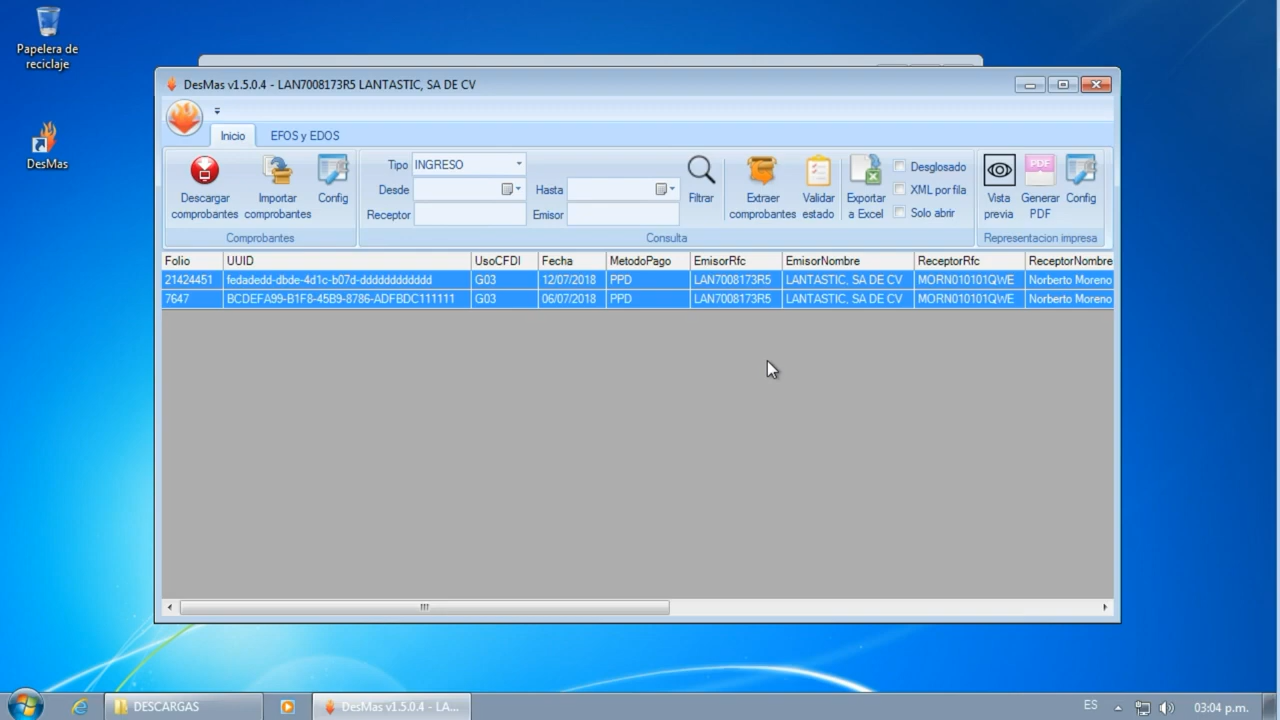 Papelera de
reciclaje
DesMas
DesMas v1.5.0.4 - LAN7008173R5 LANTASTIC, SA DE CV
Inicio
EFOS y EDOS
Descargar
comprobantes
Importar
comprobantes
Config
Comprobantes
Tipo INGRESO
Desde
Hasta
Receptor
Emisor
Filtrar
Extraer
comprobantes
Validar
estado
Exportar
a Excel
Desglosado
XML por fila
Solo abrir
Consulta
Vista
previa
PDF
Generar
PDF
Config
Representacion impresa
Folio UUID UsoCFDI Fecha MetodoPago EmisorRfc EmisorNombre ReceptorRfc ReceptorNombre
21424451 fedadedd-dbde-4d1c-b07d-dddddddddddd G03 12/07/2018 PPD LAN7008173R5 LANTASTIC, SA DE CV MORN010101QWE Norberto Moreno
7647 BCDEFA99-B1F8-45B9-8786-ADFBDC111111 G03 06/07/2018 PPD LAN7008173R5 LANTASTIC, SA DE CV MORN010101QWE Norberto Moreno
DESCARGAS
DesMas v1.5.0.4 - LA...
ES
03:04 p.m.